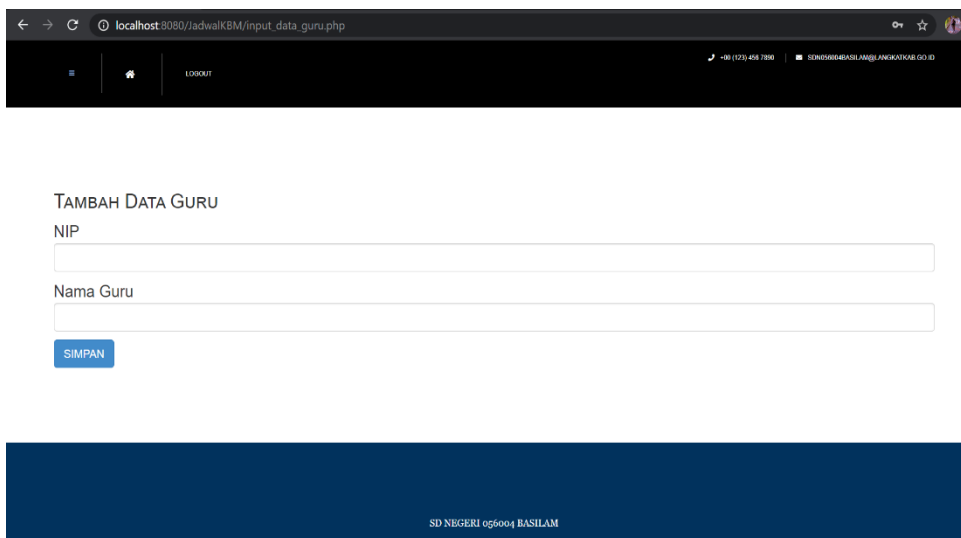 localhost:8080/JadwalKBM/input_data_guru.php
LOGOUT
+00 (123) 456 7890
SDN056004BASILAM@LANGKATKAB.GO.ID
TAMBAH DATA GURU
NIP
Nama Guru
SIMPAN
SD NEGERI 056004 BASILAM